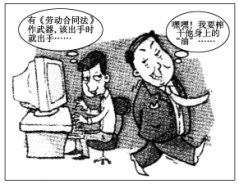 有《劳动合同法》
作武器,该出手时
就出手……
嘿嘿！我要榨
干他身上的
油……